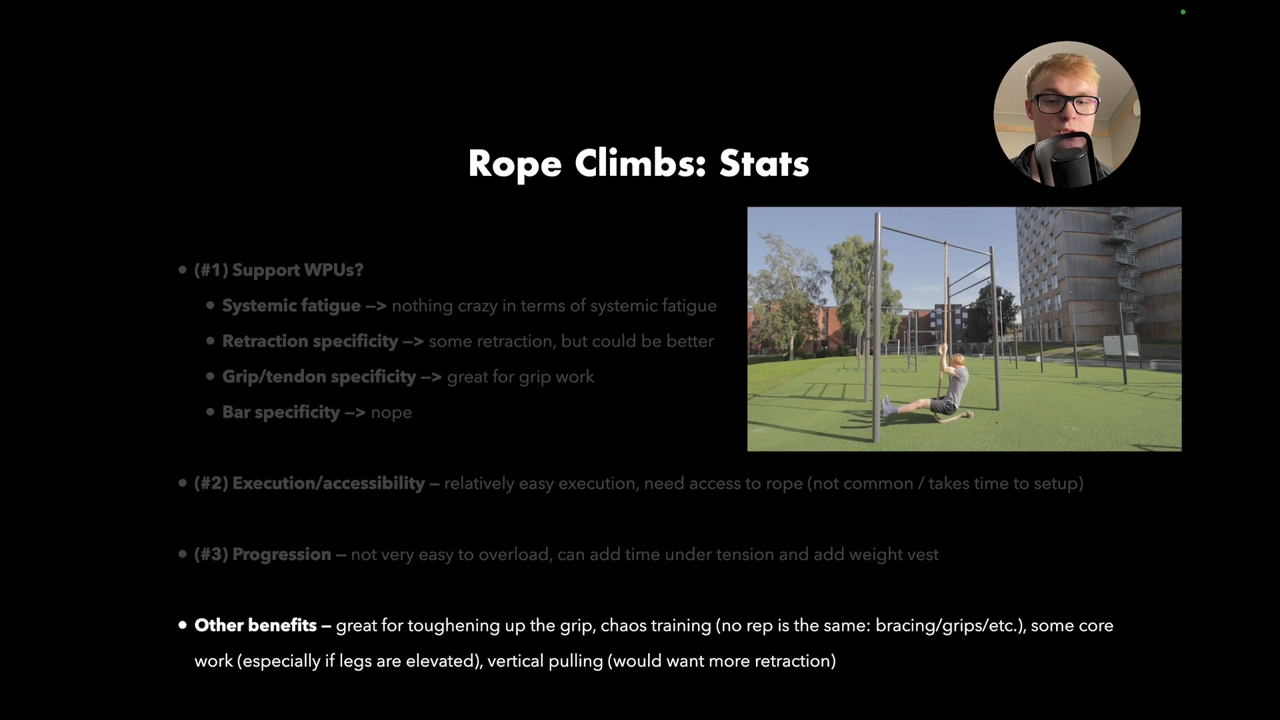 Rope Climbs: Stats
• (#1) Support WPUs?
• Systemic fatigue —> nothing crazy in terms of systemic fatigue
• Retraction specificity —> some retraction, but could be better
• Grip/tendon specificity —> great for grip work
• Bar specificity —> nope
• (#2) Execution/accessibility – relatively easy execution, need access to rope (not common / takes time to setup)
• (#3) Progression – not very easy to overload, can add time under tension and add weight vest
• Other benefits – great for toughening up the grip, chaos training (no rep is the same: bracing/grips/etc.), some core
work (especially if legs are elevated), vertical pulling (would want more retraction)